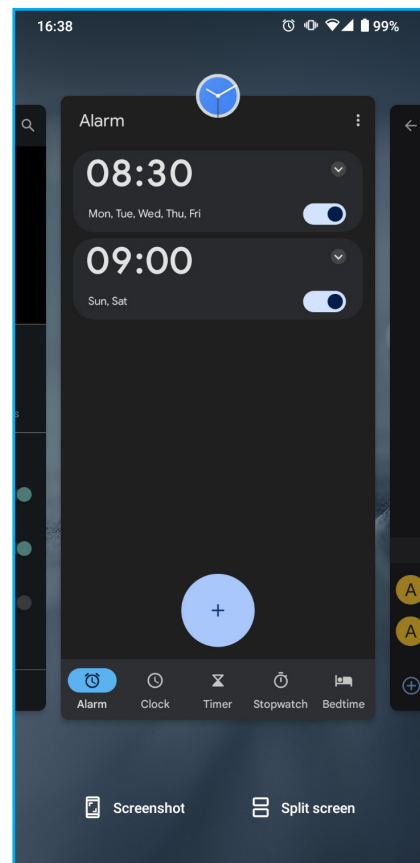 16:38
99%
Alarm
08:30
Mon, Tue, Wed, Thu, Fri
09:00
Sun, Sat
s
A
A
Alarm Clock Timer Stopwatch Bedtime
Screenshot Split screen